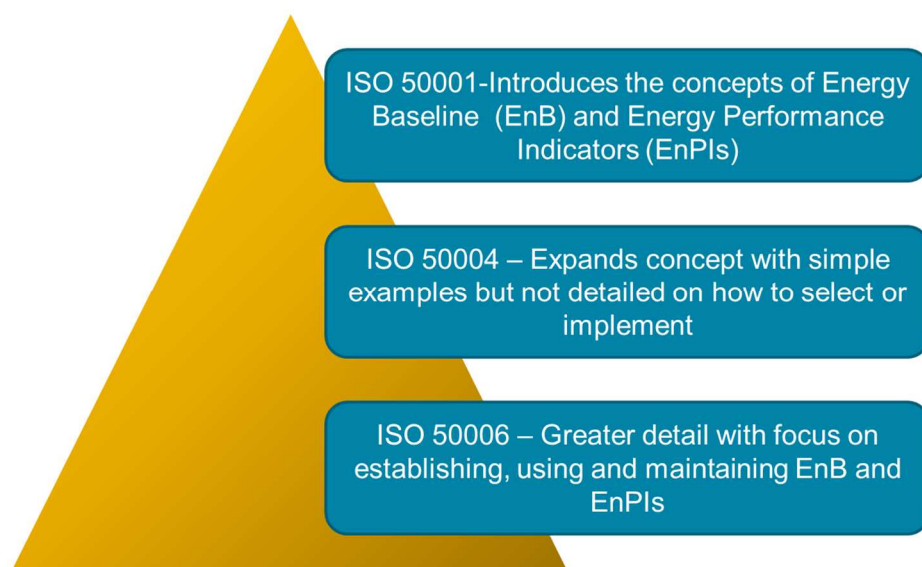 ISO 50001-Introduces the concepts of Energy
Baseline  (EnB) and Energy Performance
Indicators (EnPIs)
ISO 50004 – Expands concept with simple
examples but not detailed on how to select or
implement
ISO 50006 – Greater detail with focus on
establishing, using and maintaining EnB and
EnPIs